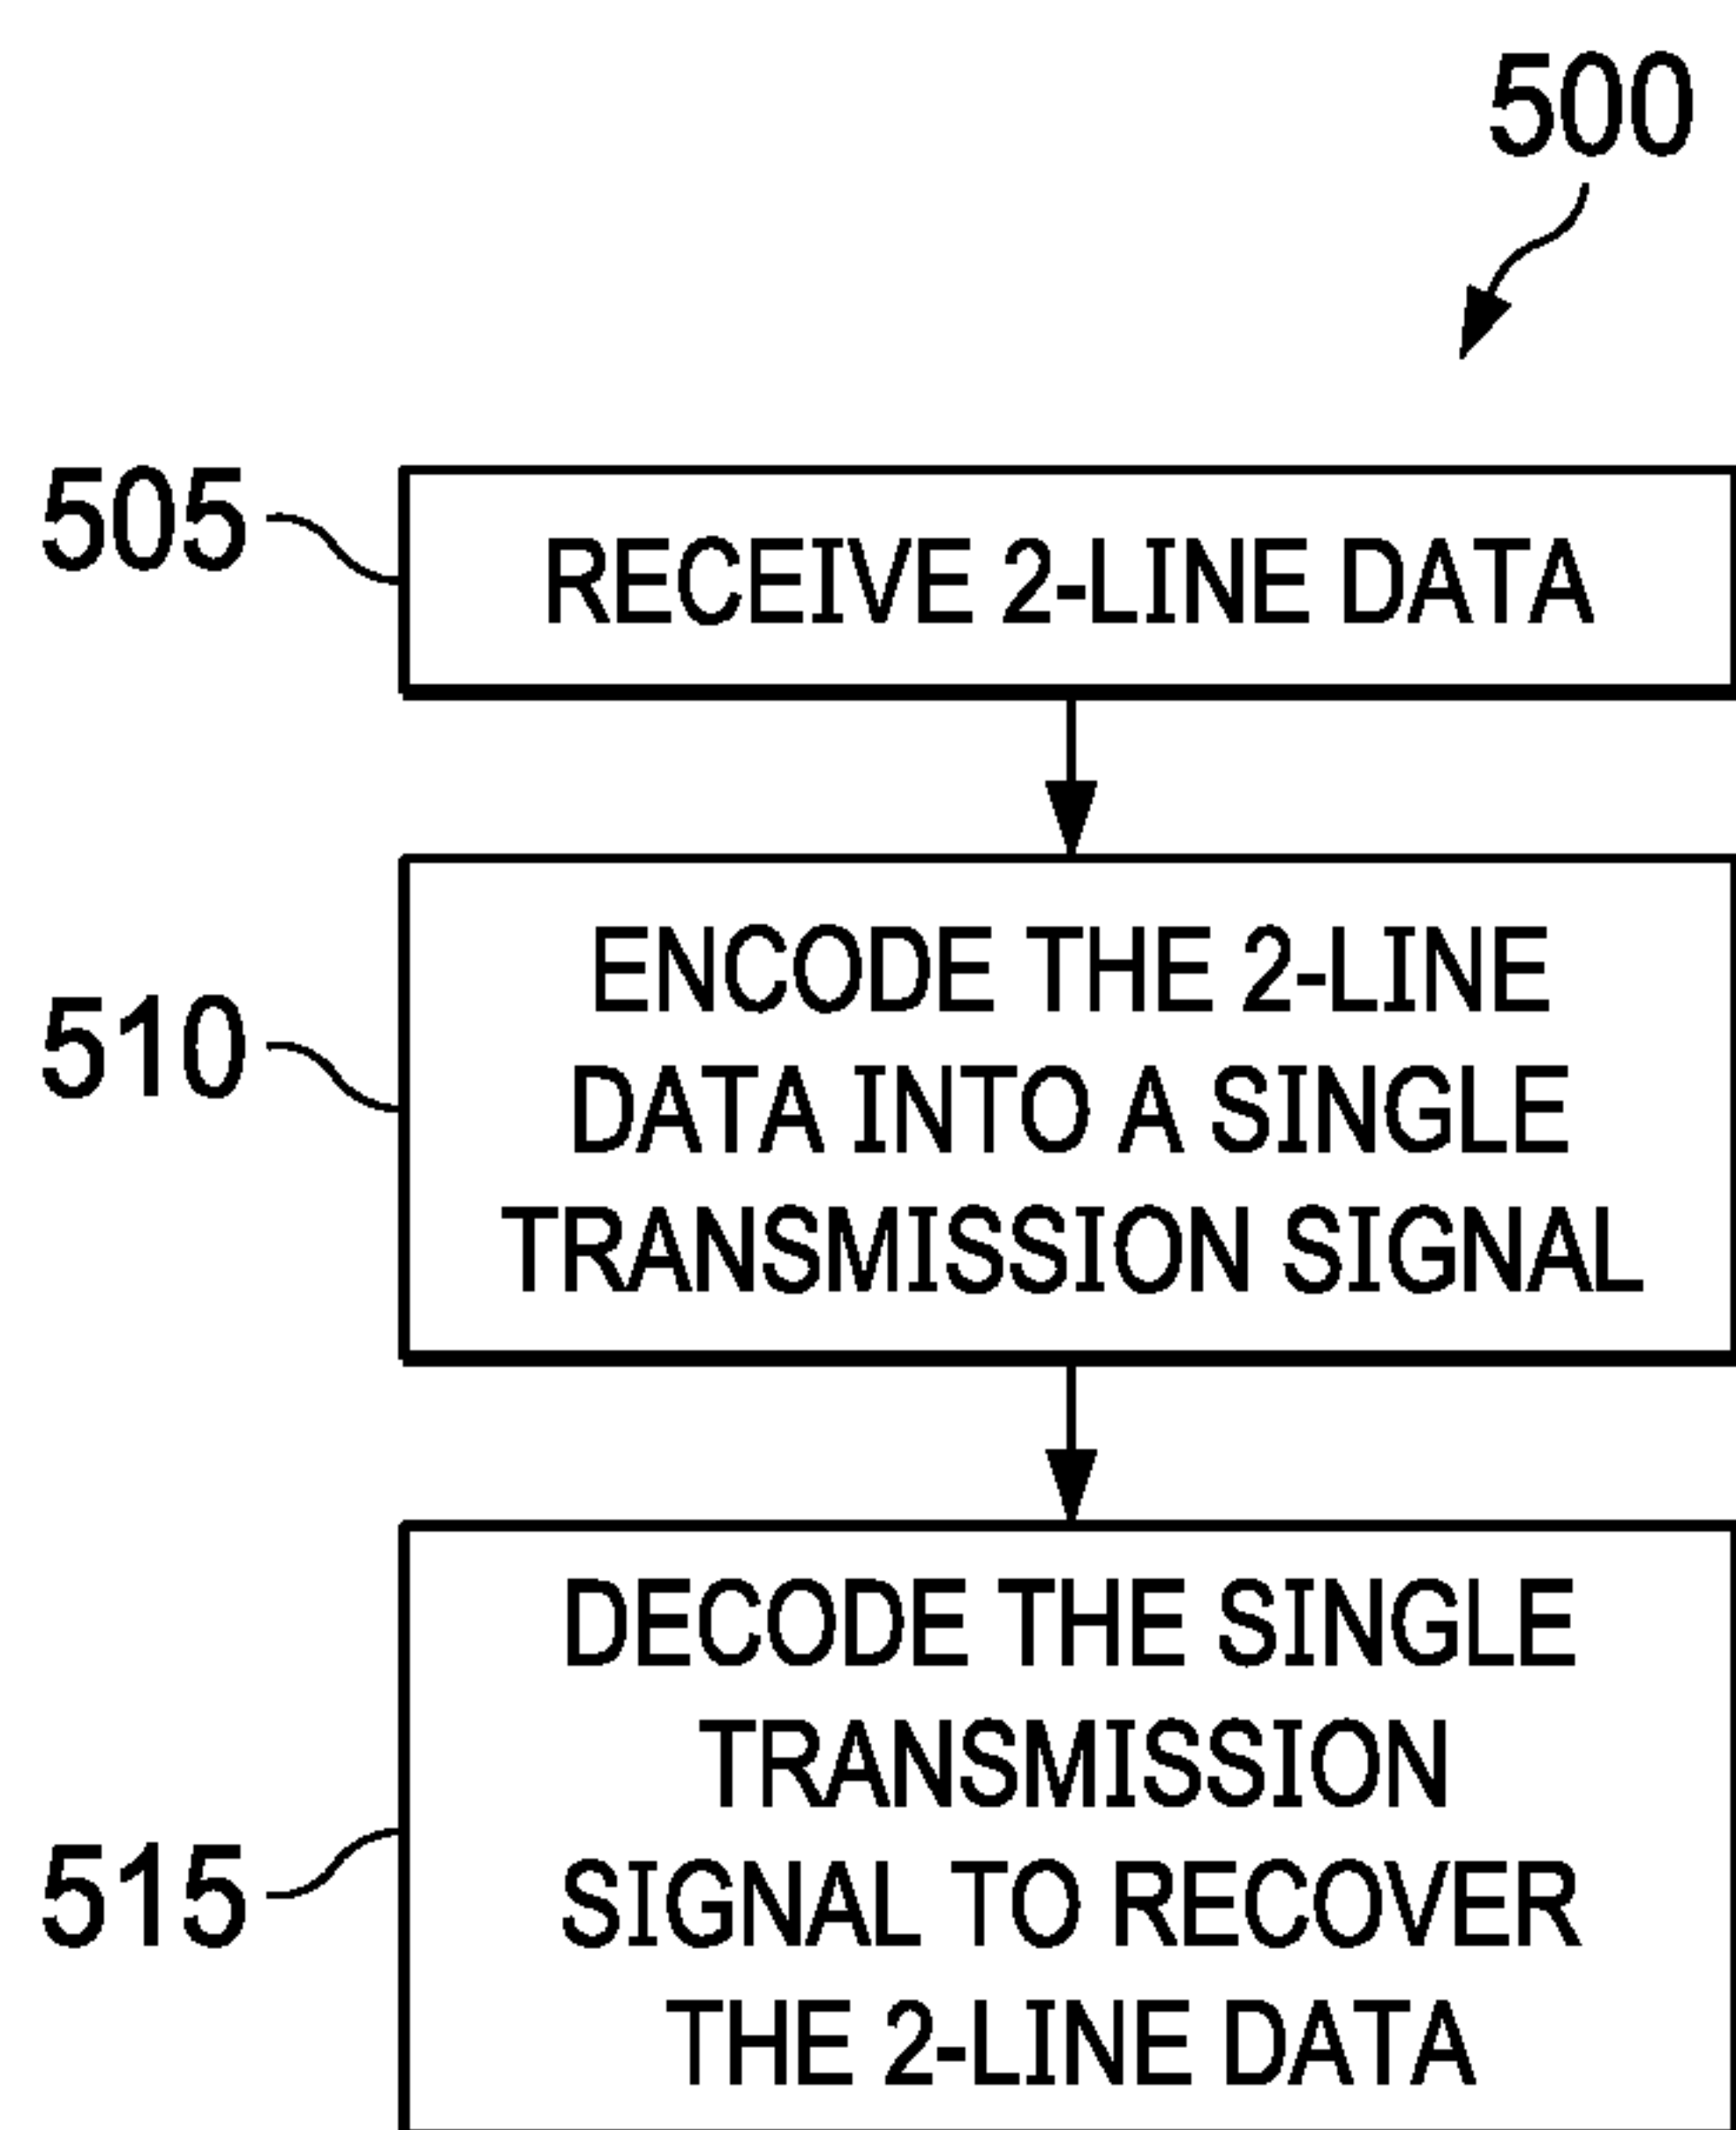 500
505
RECEIVE 2-LINE DATA
510
ENCODE THE 2-LINE
DATA INTO A SINGLE
TRANSMISSION SIGNAL
515
DECODE THE SINGLE
TRANSMISSION
SIGNAL TO RECOVER
THE 2-LINE DATA